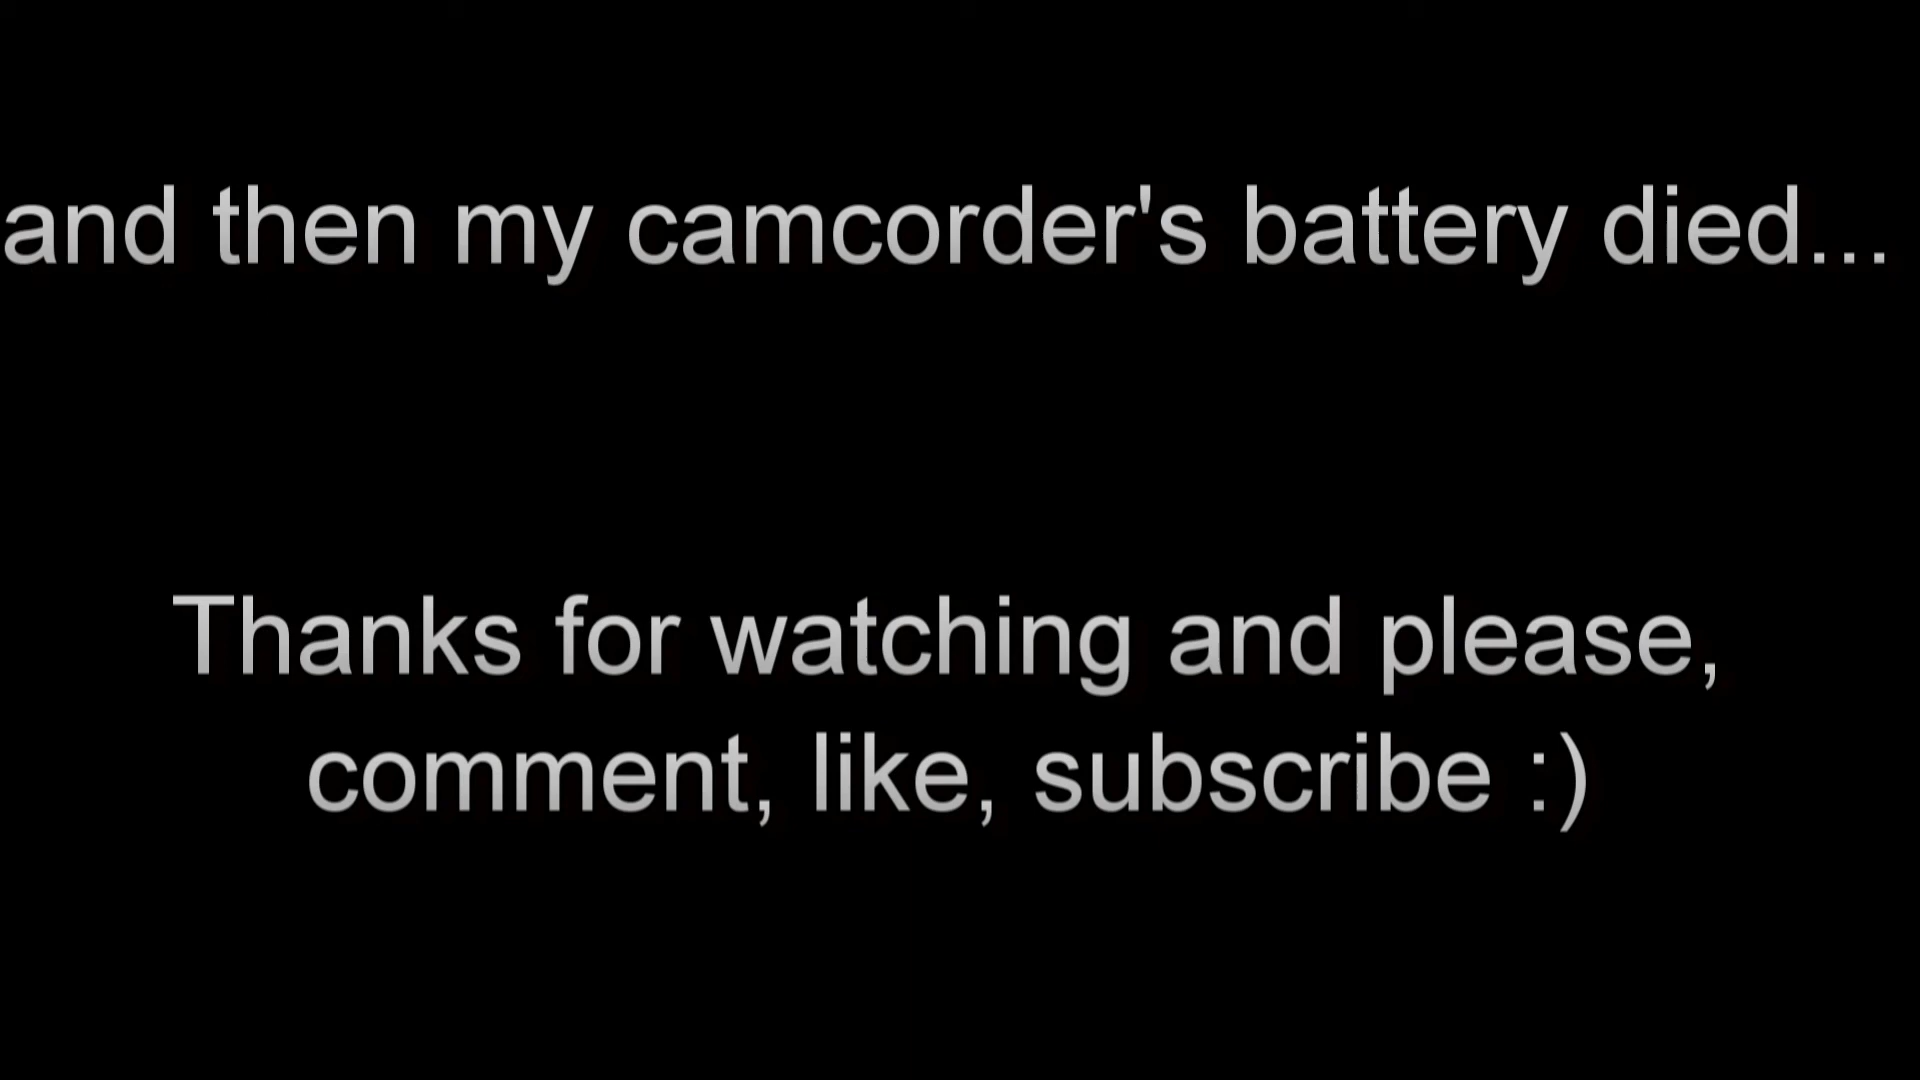 and then my camcorder's battery died...
Thanks for watching and please,
comment, like, subscribe :)